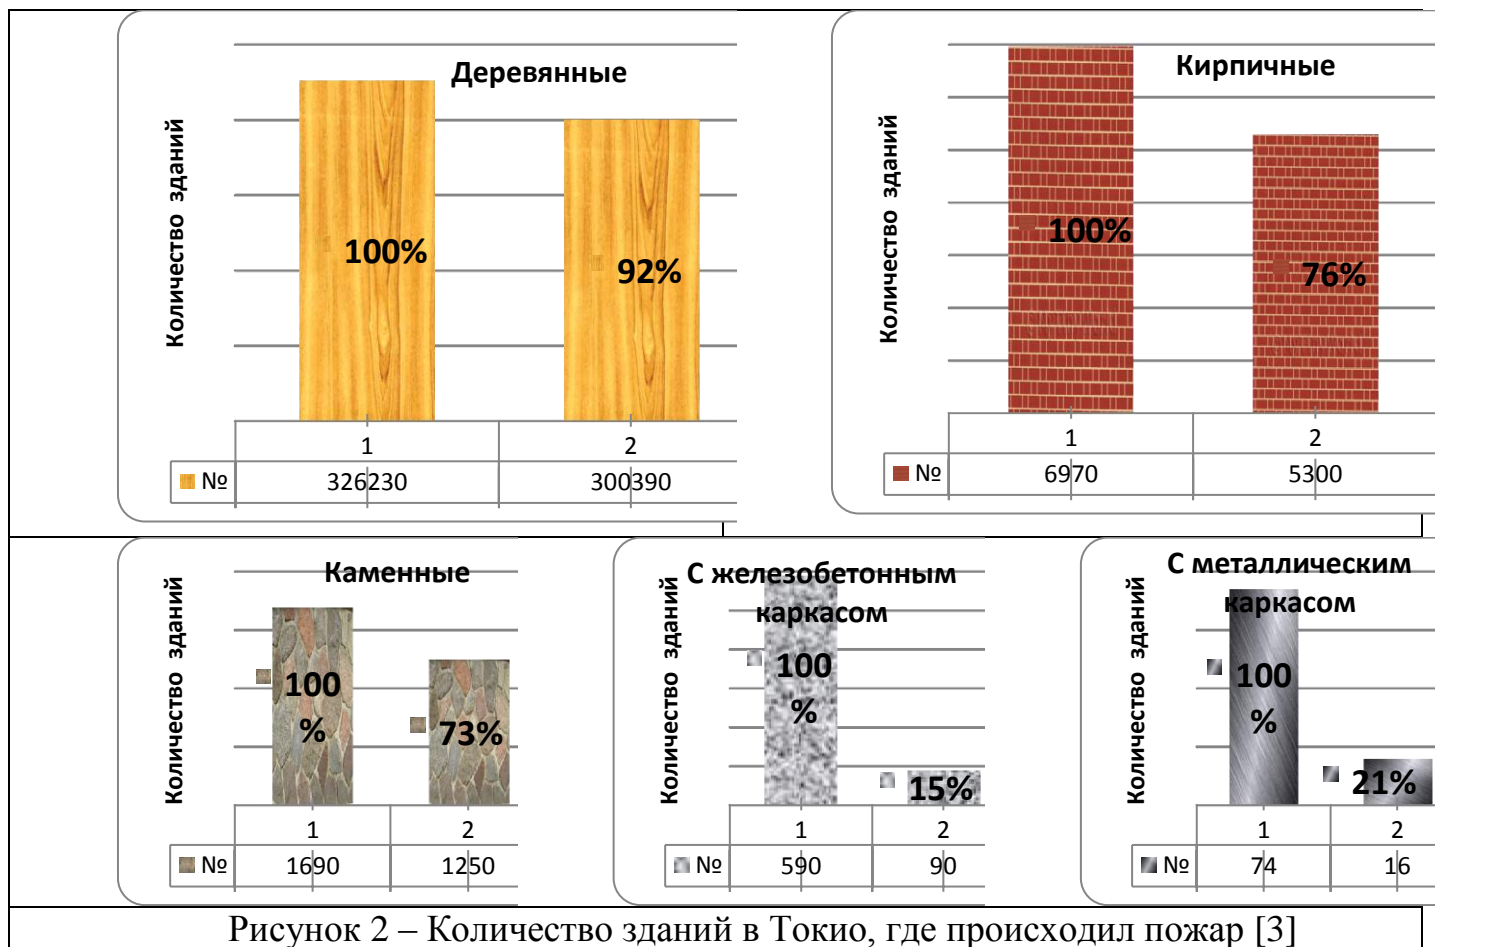 Деревянные
Количество зданий
100%
92%
1 2
№ 326230 300390
Кирпичные
Количество зданий
100%
76%
1 2
№ 6970 5300
Каменные
Количество зданий
100
%
73%
1 2
№ 1690 1250
С железобетонным
каркасом
Количество зданий
100
%
15%
1 2
№ 590 90
С металлическим
каркасом
Количество зданий
100
%
21%
1 2
№ 74 16
Рисунок 2 – Количество зданий в Токио, где происходил пожар [3]